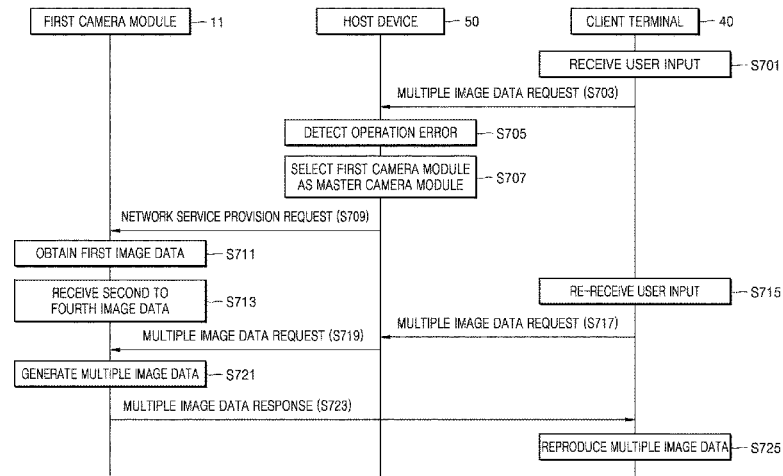 FIRST CAMERA MODULE 11
HOST DEVICE 50
CLIENT TERMINAL 40
RECEIVE USER INPUT S701
MULTIPLE IMAGE DATA REQUEST (S703)
DETECT OPERATION ERROR S705
SELECT FIRST CAMERA MODULE
AS MASTER CAMERA MODULE S707
NETWORK SERVICE PROVISION REQUEST (S709)
OBTAIN FIRST IMAGE DATA S711
RECEIVE SECOND TO
FOURTH IMAGE DATA S713
RE-RECEIVE USER INPUT S715
MULTIPLE IMAGE DATA REQUEST (S717)
MULTIPLE IMAGE DATA REQUEST (S719)
GENERATE MULTIPLE IMAGE DATA S721
MULTIPLE IMAGE DATA RESPONSE (S723)
REPRODUCE MULTIPLE IMAGE DATA S725